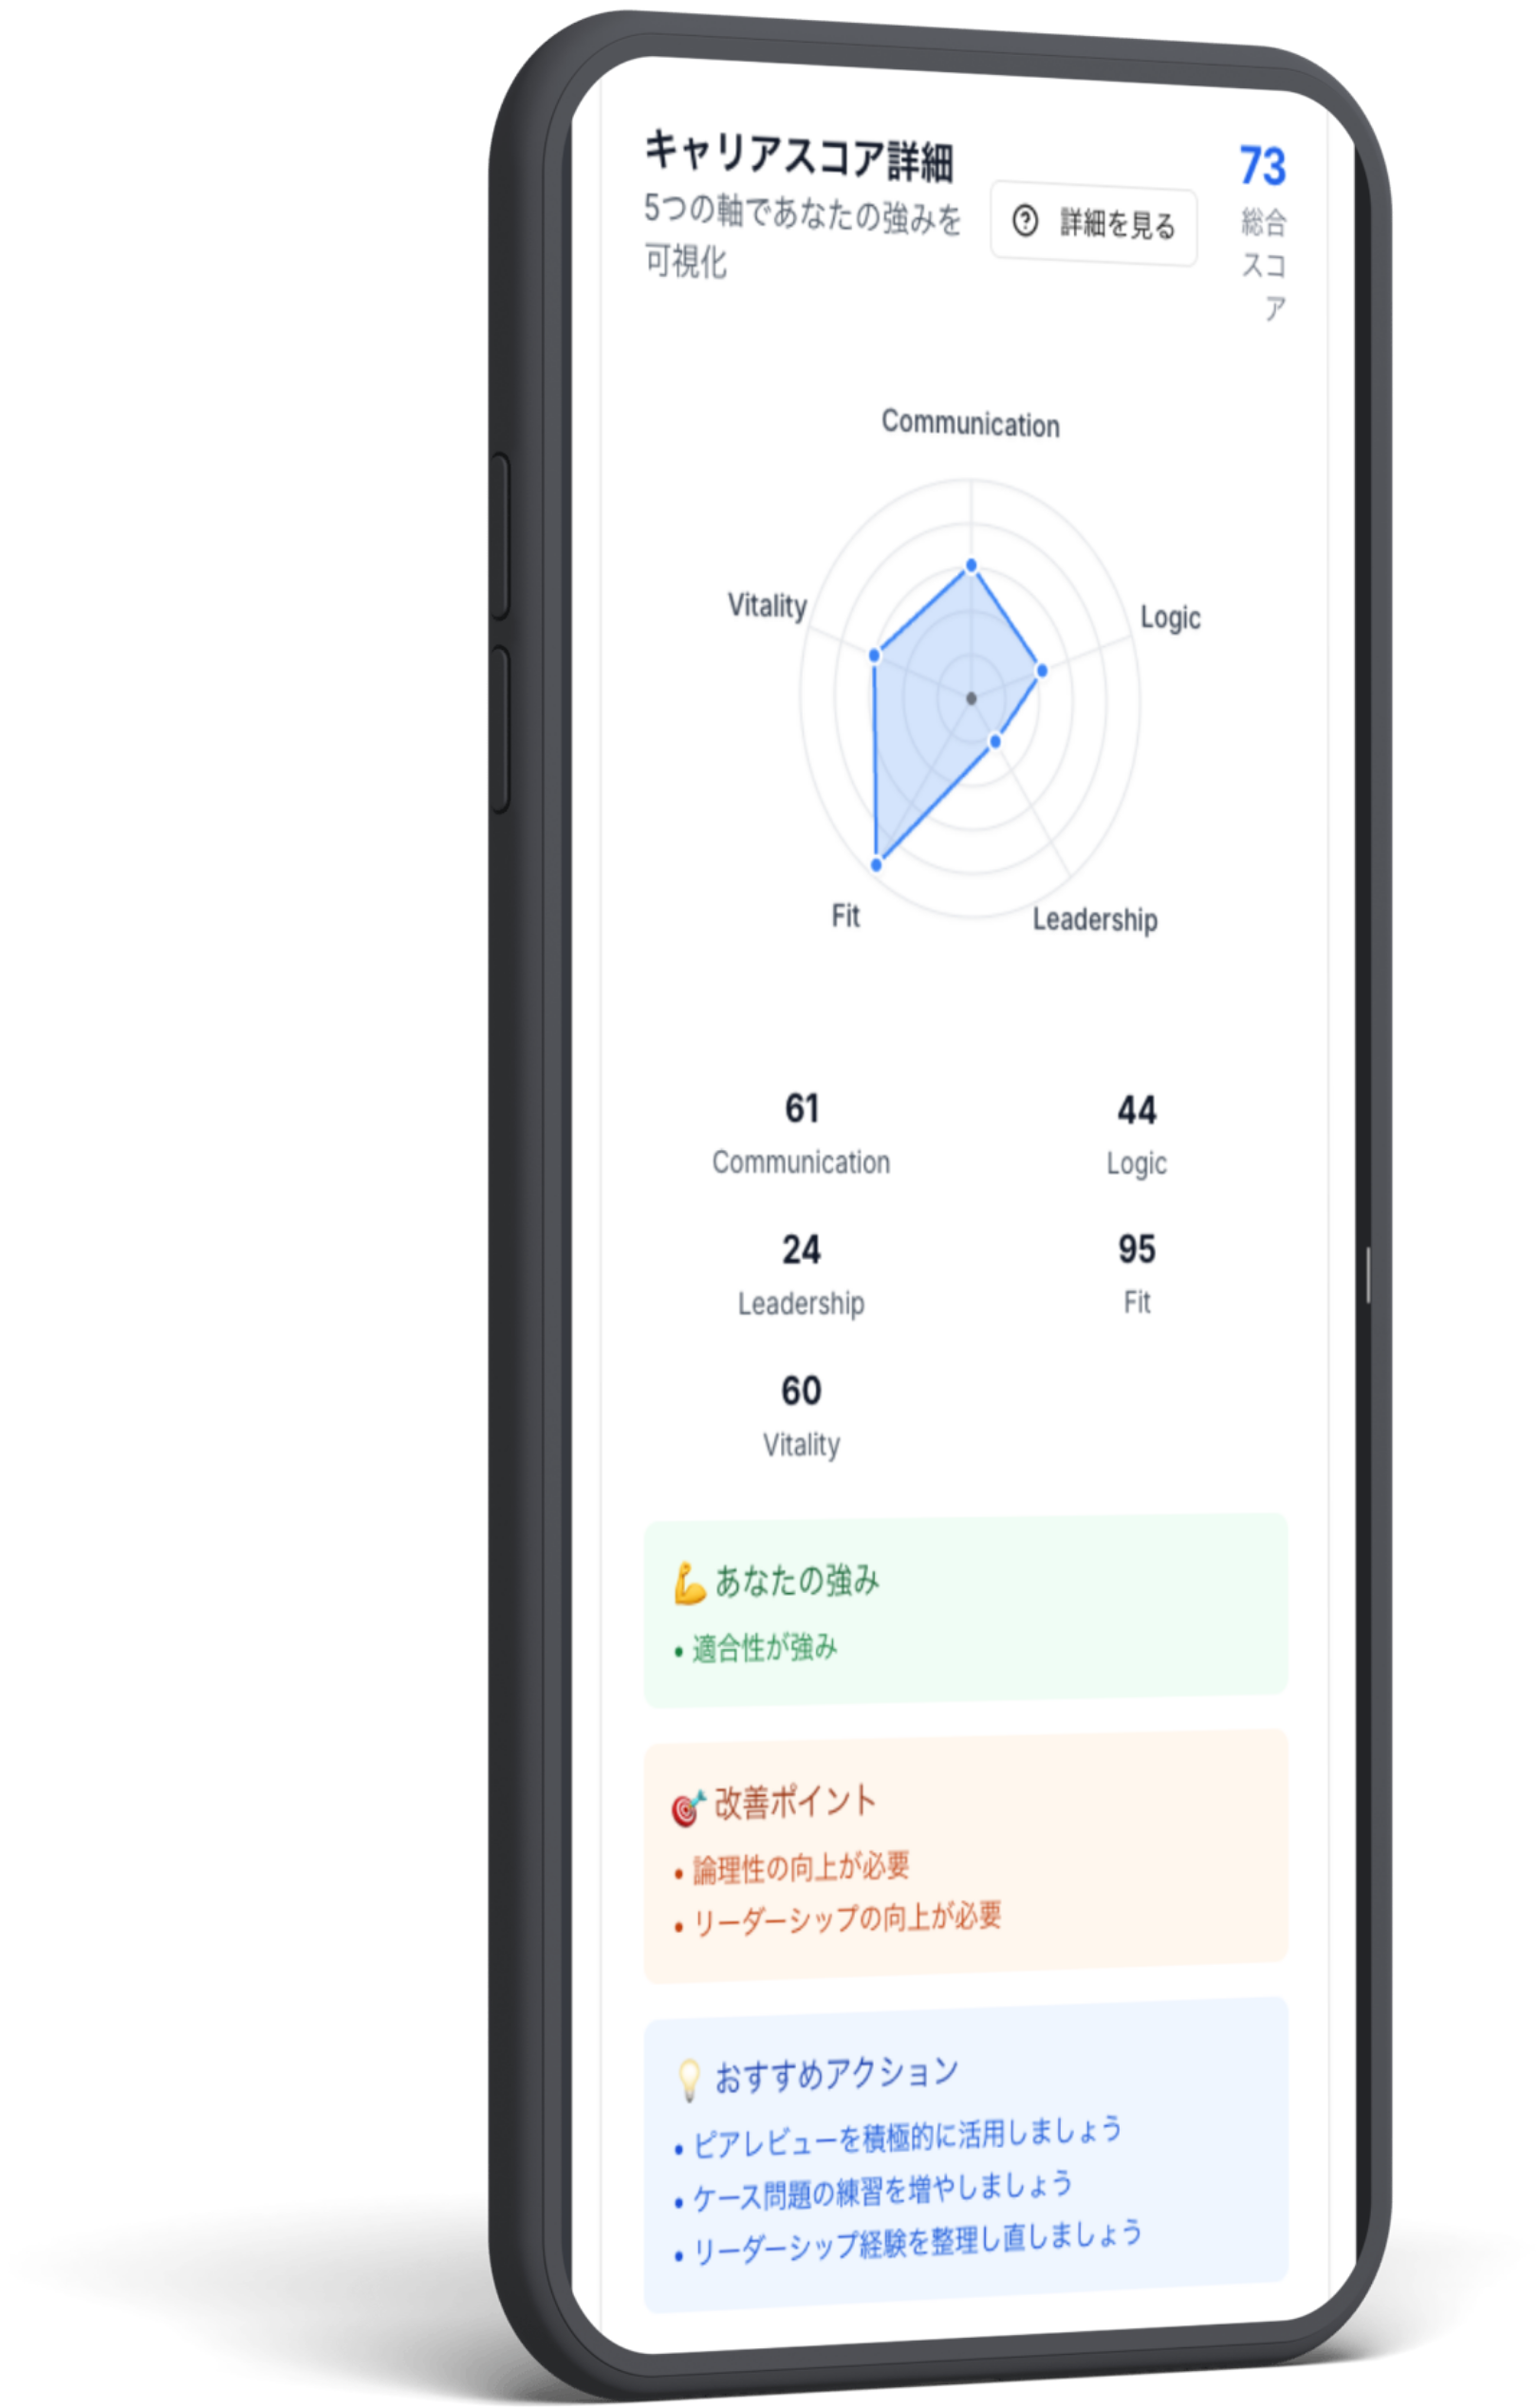 キャリアスコア詳細
5つの軸であなたの強みを
可視化
詳細を見る
73
総合
スコ
ア
Communication
Vitality
Logic
Fit
Leadership
61
Communication
44
Logic
24
Leadership
95
Fit
60
Vitality
💪 あなたの強み
• 適合性が強み
🎯 改善ポイント
• 論理性の向上が必要
• リーダーシップの向上が必要
💡 おすすめアクション
• ピアレビューを積極的に活用しましょう
• ケース問題の練習を増やしましょう
• リーダーシップ経験を整理し直しましょう